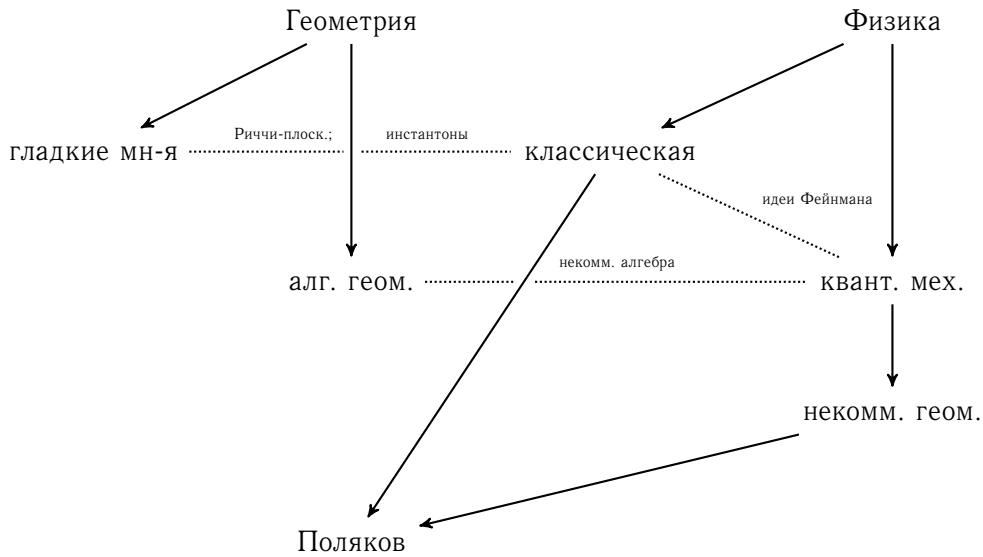 Геометрия
Физика
Риччи-плоск.;
инстантоны
гладкие мн-я
классическая
идеи Фейнмана
некомм. алгебра
алг. геом.
квант. мех.
некомм. геом.
Поляков